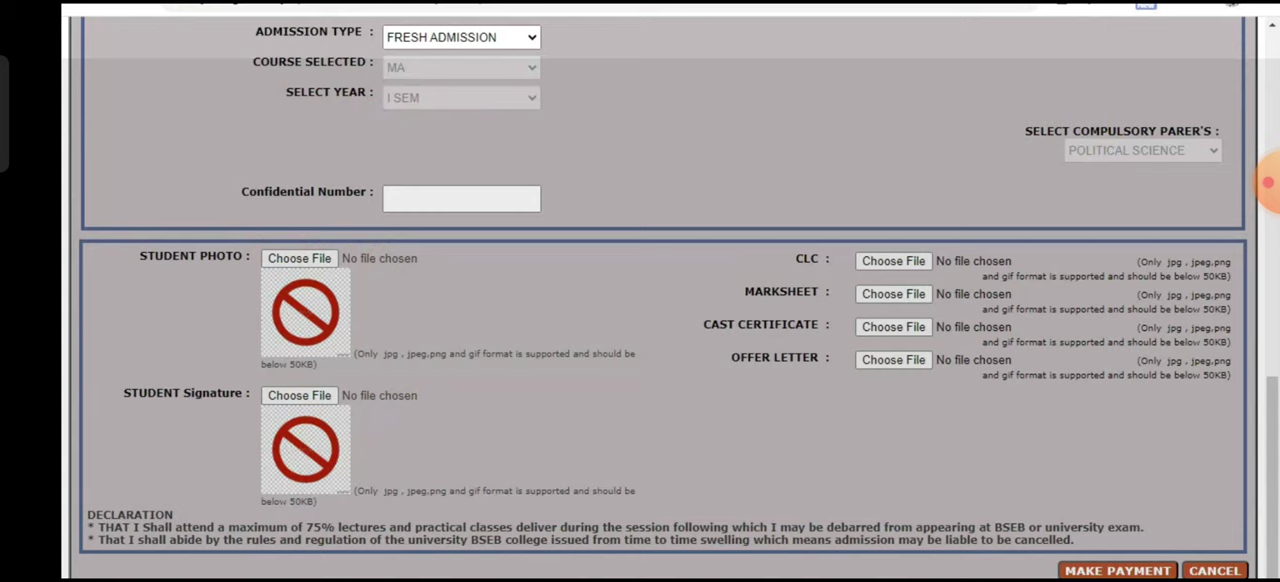 ADMISSION TYPE : FRESH ADMISSION
COURSE SELECTED : MA
SELECT YEAR : I SEM
SELECT COMPULSORY PARER'S :
POLITICAL SCIENCE
Confidential Number :
STUDENT PHOTO : Choose File No file chosen
(Only jpg , jpeg,png and gif format is supported and should be
below 50KB)
STUDENT Signature : Choose File No file chosen
(Only jpg , jpeg,png and gif format is supported and should be
below 50KB)
CLC : Choose File No file chosen (Only jpg , jpeg,png
and gif format is supported and should be below 50KB)
MARKSHEET : Choose File No file chosen (Only jpg , jpeg,png
and gif format is supported and should be below 50KB)
CAST CERTIFICATE : Choose File No file chosen (Only jpg , jpeg,png
and gif format is supported and should be below 50KB)
OFFER LETTER : Choose File No file chosen (Only jpg , jpeg,png
and gif format is supported and should be below 50KB)
DECLARATION
* THAT I Shall attend a maximum of 75% lectures and practical classes deliver during the session following which I may be debarred from appearing at BSEB or university exam.
* That I shall abide by the rules and regulation of the university BSEB college issued from time to time swelling which means admission may be liable to be cancelled.
MAKE PAYMENT CANCEL